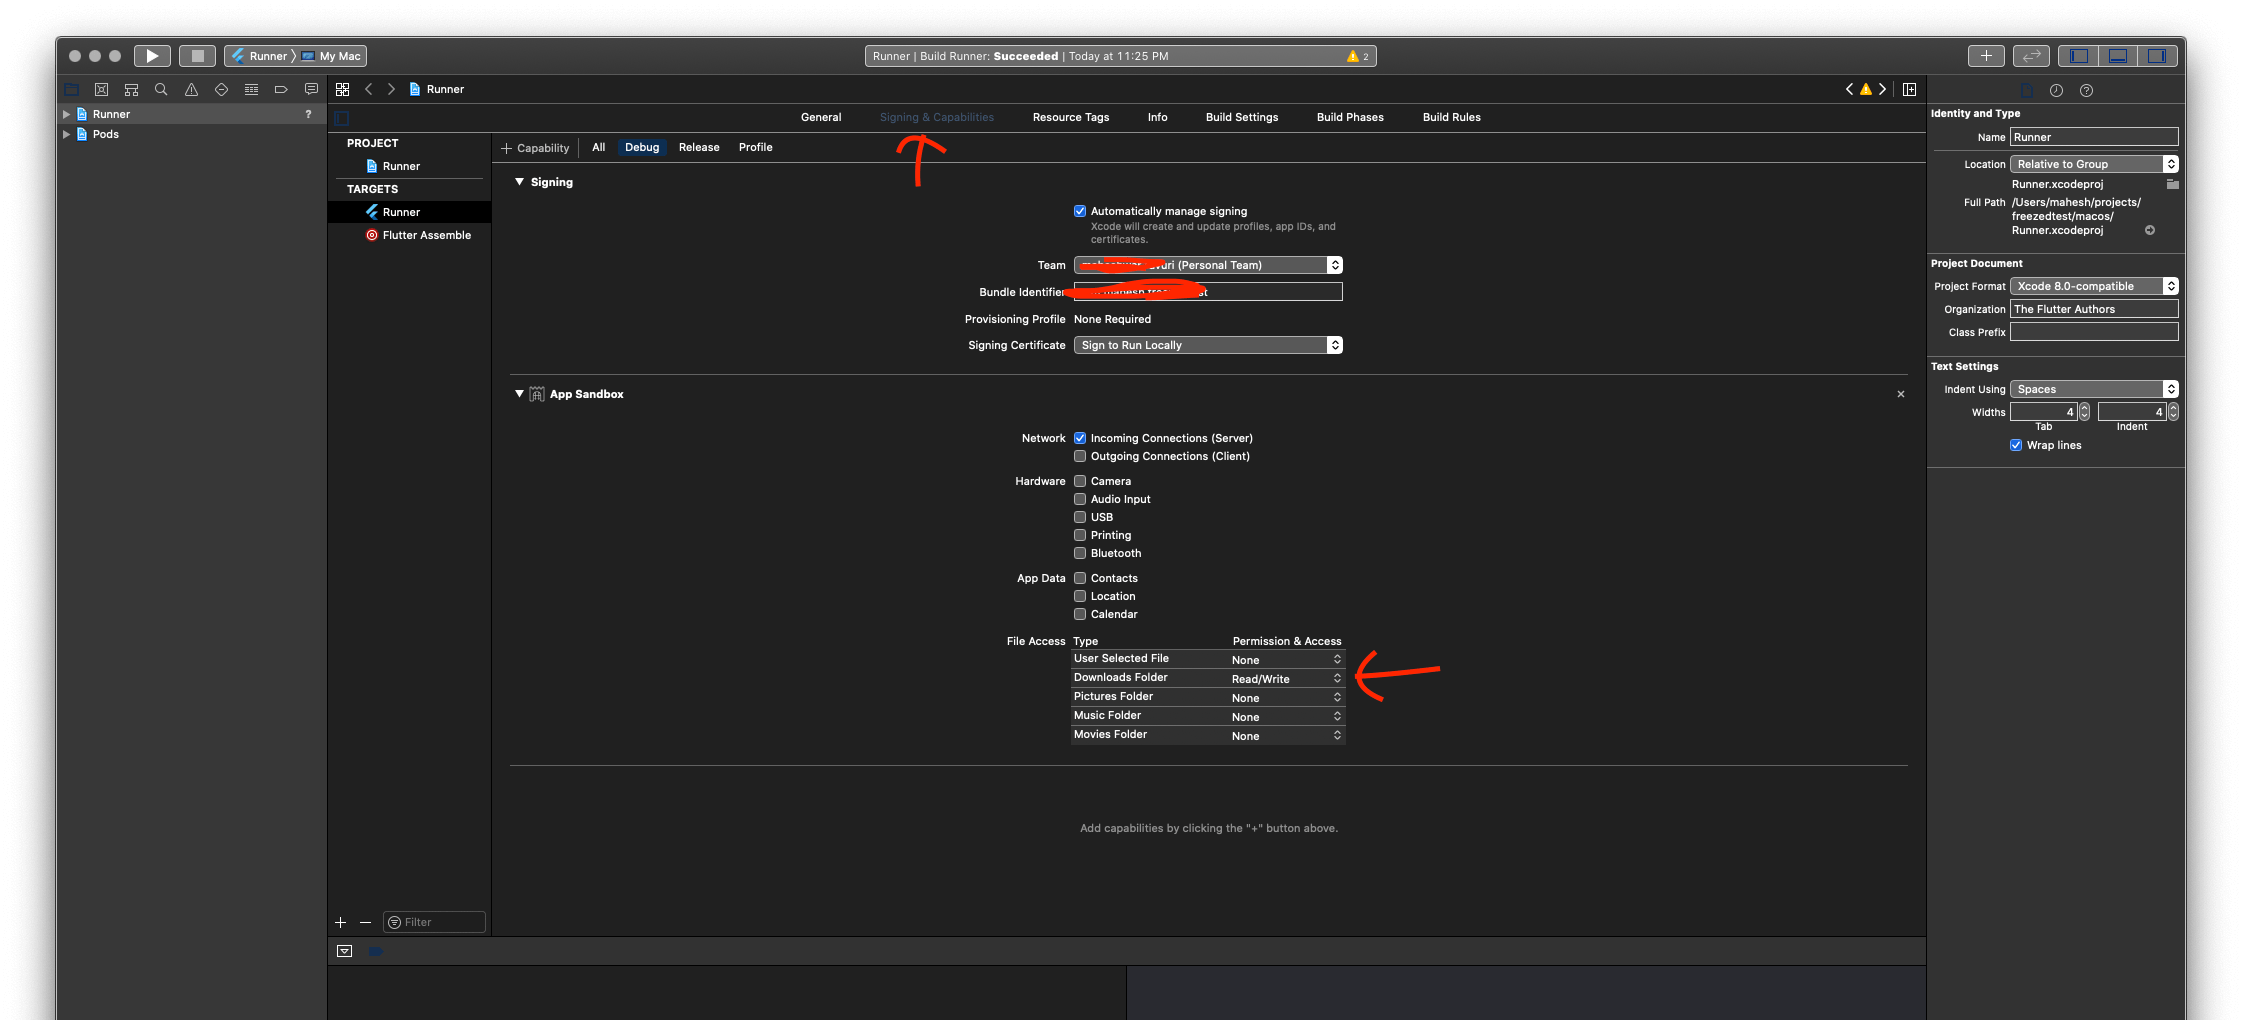 Runner 〉 My Mac
Runner | Build Runner: Succeeded | Today at 11:25 PM
2
Runner ?
Pods
Runner
General
Signing & Capabilities
Resource Tags
Info
Build Settings
Build Phases
Build Rules
PROJECT
Runner
TARGETS
Runner
Flutter Assemble
+ Capability
All
Debug
Release
Profile
Signing
Automatically manage signing
Xcode will create and update profiles, app IDs, and
certificates.
Team (Personal Team)
Bundle Identifier
Provisioning Profile None Required
Signing Certificate Sign to Run Locally
App Sandbox
Network Incoming Connections (Server)
Outgoing Connections (Client)
Hardware Camera
Audio Input
USB
Printing
Bluetooth
App Data Contacts
Location
Calendar
File Access Type Permission & Access
User Selected File None
Downloads Folder Read/Write
Pictures Folder None
Music Folder None
Movies Folder None
Add capabilities by clicking the "+" button above.
Filter
Identity and Type
Name Runner
Location Relative to Group
Runner.xcodeproj
Full Path /Users/mahesh/projects/
freezedtest/macos/
Runner.xcodeproj
Project Document
Project Format Xcode 8.0-compatible
Organization The Flutter Authors
Class Prefix
Text Settings
Indent Using Spaces
Widths 4 4
Tab Indent
Wrap lines